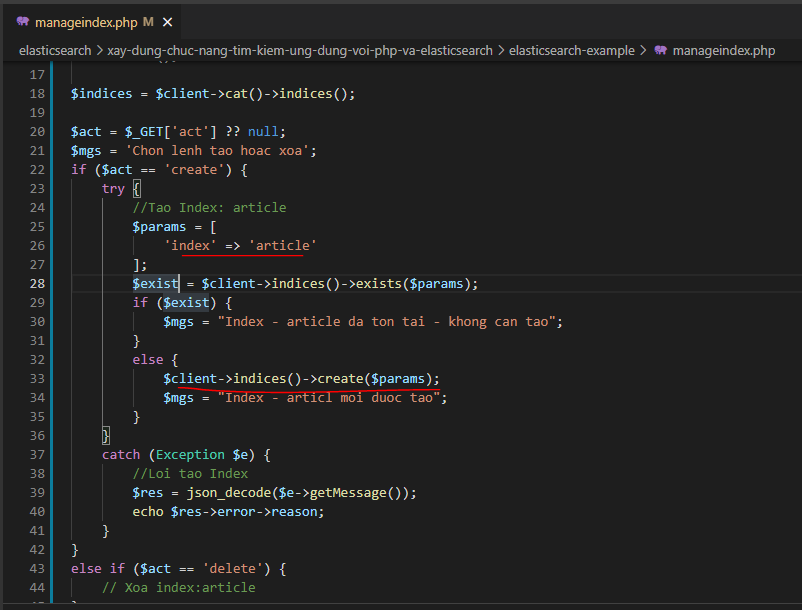 manageindex.php M ×
elasticsearch > xay-dung-chuc-nang-tim-kiem-ung-dung-voi-php-va-elasticsearch > elasticsearch-example > manageindex.php
17
18 $indices = $client->cat()->indices();
19
20 $act = $_GET['act'] ?? null;
21 $mgs = 'Chon lenh tao hoac xoa';
22 if ($act == 'create') {
23 try {
24 //Tao Index: article
25 $params = [
26 'index' => 'article'
27 ];
28 $exist = $client->indices()->exists($params);
29 if ($exist) {
30 $mgs = "Index - article da ton tai - khong can tao";
31 }
32 else {
33 $client->indices()->create($params);
34 $mgs = "Index - articl moi duoc tao";
35 }
36 }
37 catch (Exception $e) {
38 //Loi tao Index
39 $res = json_decode($e->getMessage());
40 echo $res->error->reason;
41 }
42 }
43 else if ($act == 'delete') {
44 // Xoa index:article